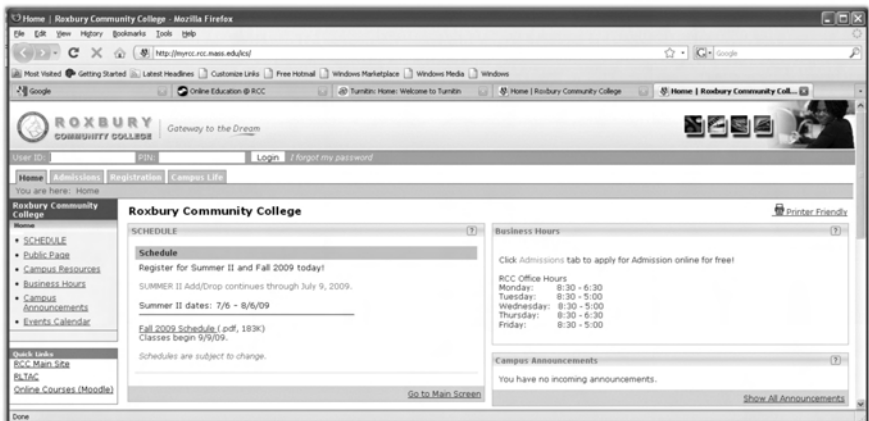 Home | Roxbury Community College - Mozilla Firefox
File Edit View History Bookmarks Tools Help
http://myrcc.rcc.mass.edu/ics/
Google
Most Visited Getting Started Latest Headlines Customize Links Free Hotmail Windows Marketplace Windows Media Windows
Google Online Education @ RCC Turnitin: Home: Welcome to Turnitin Home | Roxbury Community College Home | Roxbury Community Coll...
ROXBURY
COMMUNITY COLLEGE
Gateway to the Dream
User ID: PIN: Login I forgot my password
Home Admissions Registration Campus Life
You are here: Home
Roxbury Community College
Home
SCHEDULE
Public Page
Campus Resources
Business Hours
Campus
Announcements
Events Calendar
Quick Links
RCC Main Site
RLTAC
Online Courses (Moodle)
Roxbury Community College
Printer Friendly
SCHEDULE ?
Schedule
Register for Summer II and Fall 2009 today!
SUMMER II Add/Drop continues through July 9, 2009.
Summer II dates: 7/6 - 8/6/09
Fall 2009 Schedule (.pdf, 183K)
Classes begin 9/9/09.
Schedules are subject to change.
Go to Main Screen
Business Hours ?
Click Admissions tab to apply for Admission online for free!
RCC Office Hours
Monday: 8:30 - 6:30
Tuesday: 8:30 - 5:00
Wednesday: 8:30 - 5:00
Thursday: 8:30 - 6:30
Friday: 8:30 - 5:00
Campus Announcements ?
You have no incoming announcements.
Show All Announcements
Done